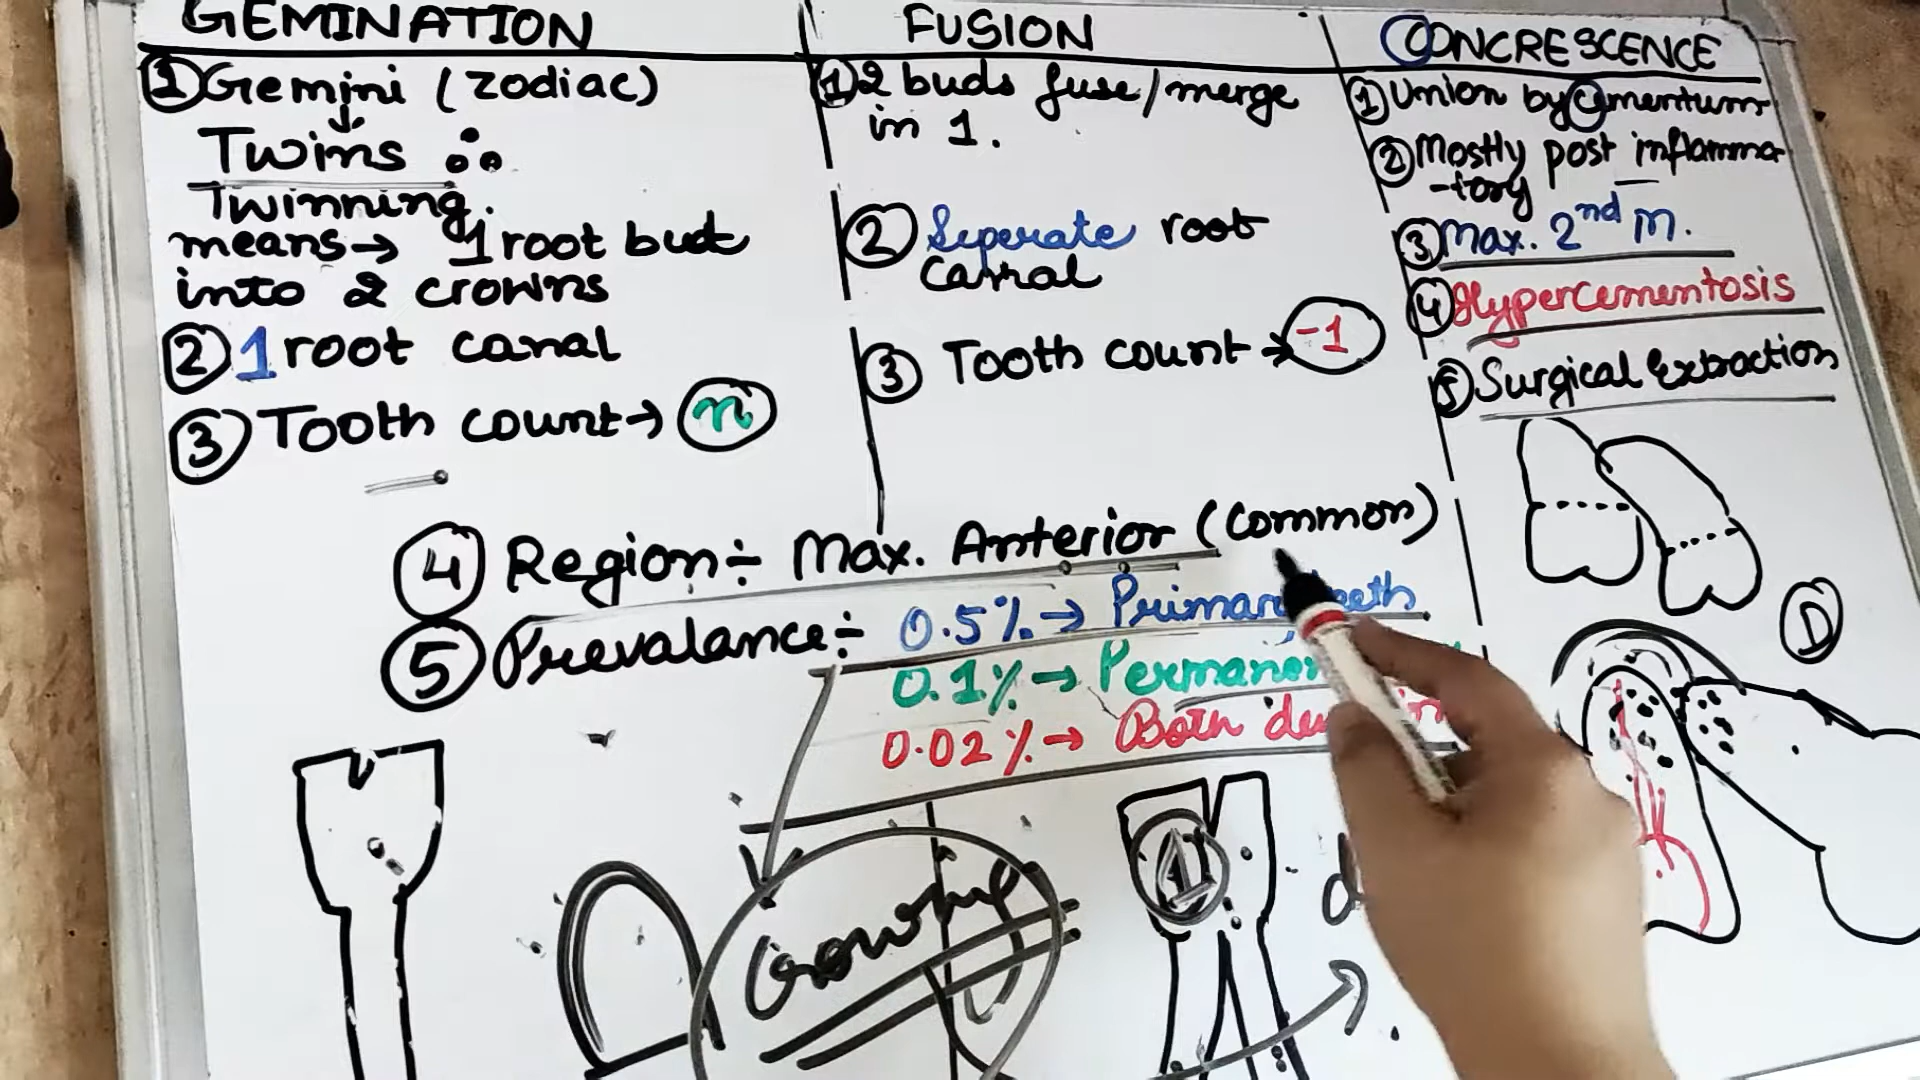 GEMINATION
① Gemini (zodiac)
Twins ∴
Twinning
means → 1 root bud
into 2 crowns
② 1 root canal
③ Tooth count → n
FUSION
① 2 buds fuse/merge
in 1.
② Seperate root
canal
③ Tooth count → -1
CONCRESCENCE
① Union by Cementum
② Mostly post inflamma-
-tory
③ Max. 2nd M.
④ Hypercementosis
⑤ Surgical Extraction
④ Region ÷ Max. Anterior (Common)
⑤ Prevalance ÷ 0.5% → Primary teeth
0.1% →
0.02% → Both
D
1